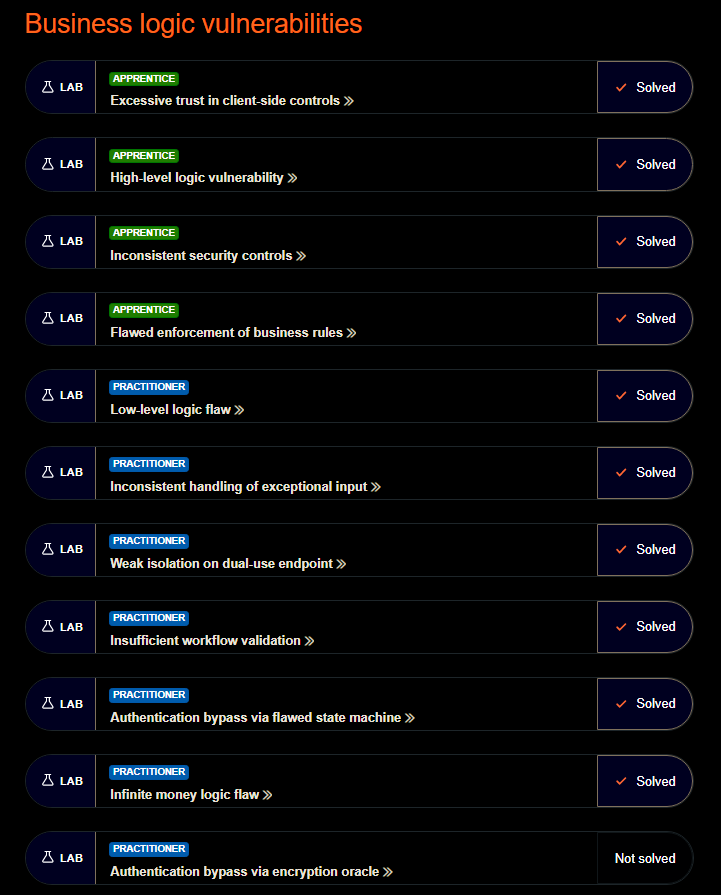 Business logic vulnerabilities
LAB
APPRENTICE
Excessive trust in client-side controls »
✓ Solved
LAB
APPRENTICE
High-level logic vulnerability »
✓ Solved
LAB
APPRENTICE
Inconsistent security controls »
✓ Solved
LAB
APPRENTICE
Flawed enforcement of business rules »
✓ Solved
LAB
PRACTITIONER
Low-level logic flaw »
✓ Solved
LAB
PRACTITIONER
Inconsistent handling of exceptional input »
✓ Solved
LAB
PRACTITIONER
Weak isolation on dual-use endpoint »
✓ Solved
LAB
PRACTITIONER
Insufficient workflow validation »
✓ Solved
LAB
PRACTITIONER
Authentication bypass via flawed state machine »
✓ Solved
LAB
PRACTITIONER
Infinite money logic flaw »
✓ Solved
LAB
PRACTITIONER
Authentication bypass via encryption oracle »
Not solved